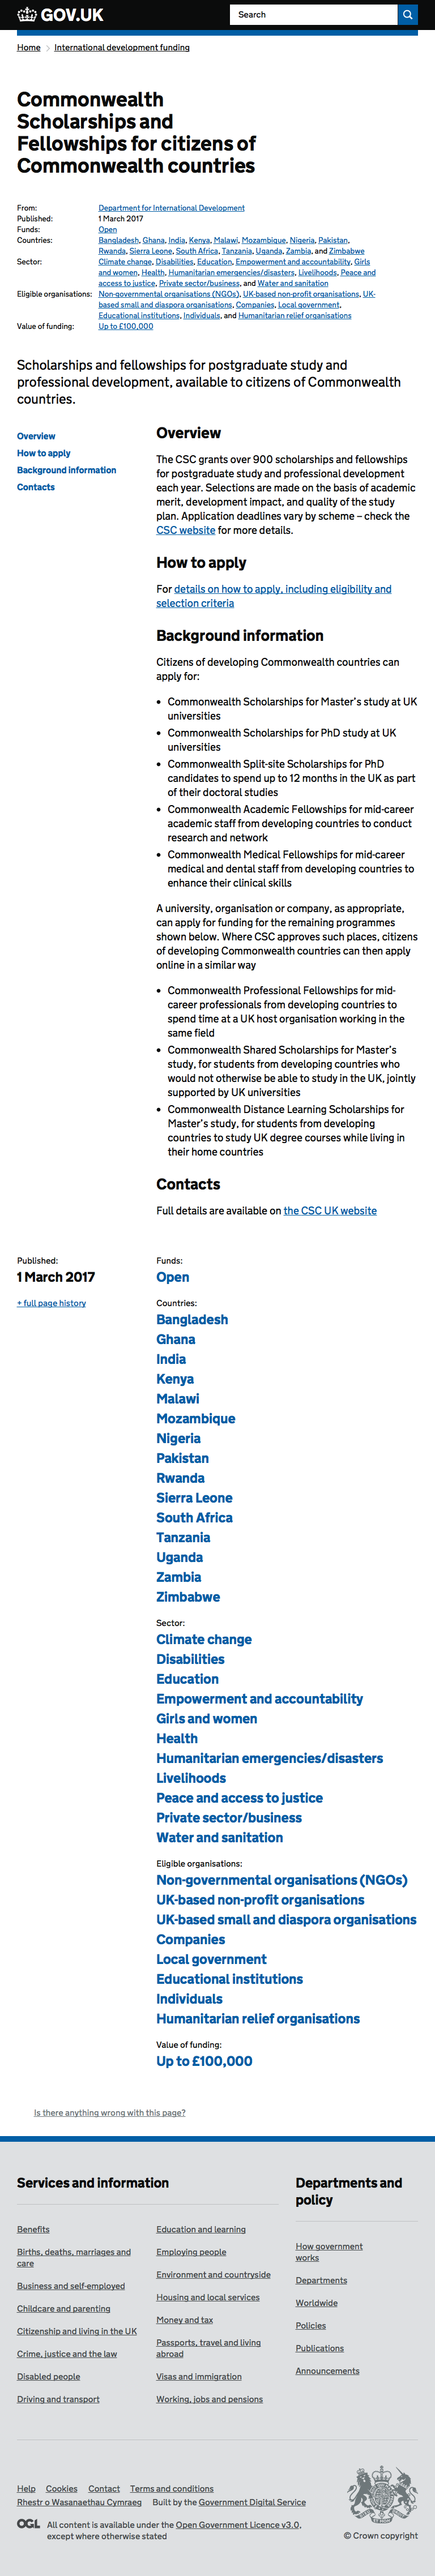 GOV.UK
Search
Home
International development funding
Commonwealth
Scholarships and
Fellowships for citizens of
Commonwealth countries
From: Department for International Development
Published: 1 March 2017
Funds: Open
Countries: Bangladesh, Ghana, India, Kenya, Malawi, Mozambique, Nigeria, Pakistan,
Rwanda, Sierra Leone, South Africa, Tanzania, Uganda, Zambia, and Zimbabwe
Sector: Climate change, Disabilities, Education, Empowerment and accountability, Girls
and women, Health, Humanitarian emergencies/disasters, Livelihoods, Peace and
access to justice, Private sector/business, and Water and sanitation
Eligible organisations: Non-governmental organisations (NGOs), UK-based non-profit organisations, UK-
based small and diaspora organisations, Companies, Local government,
Educational institutions, Individuals, and Humanitarian relief organisations
Value of funding: Up to £100,000
Scholarships and fellowships for postgraduate study and
professional development, available to citizens of Commonwealth
countries.
Overview
How to apply
Background information
Contacts
Overview
The CSC grants over 900 scholarships and fellowships
for postgraduate study and professional development
each year. Selections are made on the basis of academic
merit, development impact, and quality of the study
plan. Application deadlines vary by scheme – check the
CSC website for more details.
How to apply
For details on how to apply, including eligibility and
selection criteria
Background information
Citizens of developing Commonwealth countries can
apply for:
• Commonwealth Scholarships for Master's study at UK
universities
• Commonwealth Scholarships for PhD study at UK
universities
• Commonwealth Split-site Scholarships for PhD
candidates to spend up to 12 months in the UK as part
of their doctoral studies
• Commonwealth Academic Fellowships for mid-career
academic staff from developing countries to conduct
research and network
• Commonwealth Medical Fellowships for mid-career
medical and dental staff from developing countries to
enhance their clinical skills
A university, organisation or company, as appropriate,
can apply for funding for the remaining programmes
shown below. Where CSC approves such places, citizens
of developing Commonwealth countries can then apply
online in a similar way
• Commonwealth Professional Fellowships for mid-
career professionals from developing countries to
spend time at a UK host organisation working in the
same field
• Commonwealth Shared Scholarships for Master's
study, for students from developing countries who
would not otherwise be able to study in the UK, jointly
supported by UK universities
• Commonwealth Distance Learning Scholarships for
Master's study, for students from developing
countries to study UK degree courses while living in
their home countries
Contacts
Full details are available on the CSC UK website
Published:
1 March 2017
+ full page history
Funds:
Open
Countries:
Bangladesh
Ghana
India
Kenya
Malawi
Mozambique
Nigeria
Pakistan
Rwanda
Sierra Leone
South Africa
Tanzania
Uganda
Zambia
Zimbabwe
Sector:
Climate change
Disabilities
Education
Empowerment and accountability
Girls and women
Health
Humanitarian emergencies/disasters
Livelihoods
Peace and access to justice
Private sector/business
Water and sanitation
Eligible organisations:
Non-governmental organisations (NGOs)
UK-based non-profit organisations
UK-based small and diaspora organisations
Companies
Local government
Educational institutions
Individuals
Humanitarian relief organisations
Value of funding:
Up to £100,000
Is there anything wrong with this page?
Services and information
Benefits
Births, deaths, marriages and
care
Business and self-employed
Childcare and parenting
Citizenship and living in the UK
Crime, justice and the law
Disabled people
Driving and transport
Education and learning
Employing people
Environment and countryside
Housing and local services
Money and tax
Passports, travel and living
abroad
Visas and immigration
Working, jobs and pensions
Departments and
policy
How government
works
Departments
Worldwide
Policies
Publications
Announcements
Help Cookies Contact Terms and conditions
Rhestr o Wasanaethau Cymraeg Built by the Government Digital Service
OGL All content is available under the Open Government Licence v3.0,
except where otherwise stated
© Crown copyright